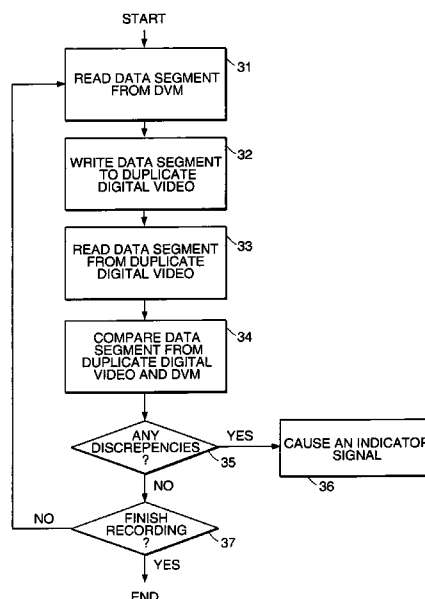 START
31
READ DATA SEGMENT
FROM DVM
32
WRITE DATA SEGMENT
TO DUPLICATE
DIGITAL VIDEO
33
READ DATA SEGMENT
FROM DUPLICATE
DIGITAL VIDEO
34
COMPARE DATA
SEGMENT FROM
DUPLICATE DIGITAL
VIDEO AND DVM
ANY
DISCREPENCIES
?
35
YES
CAUSE AN INDICATOR
SIGNAL
36
NO
FINISH
RECORDING
?
37
NO
YES
END